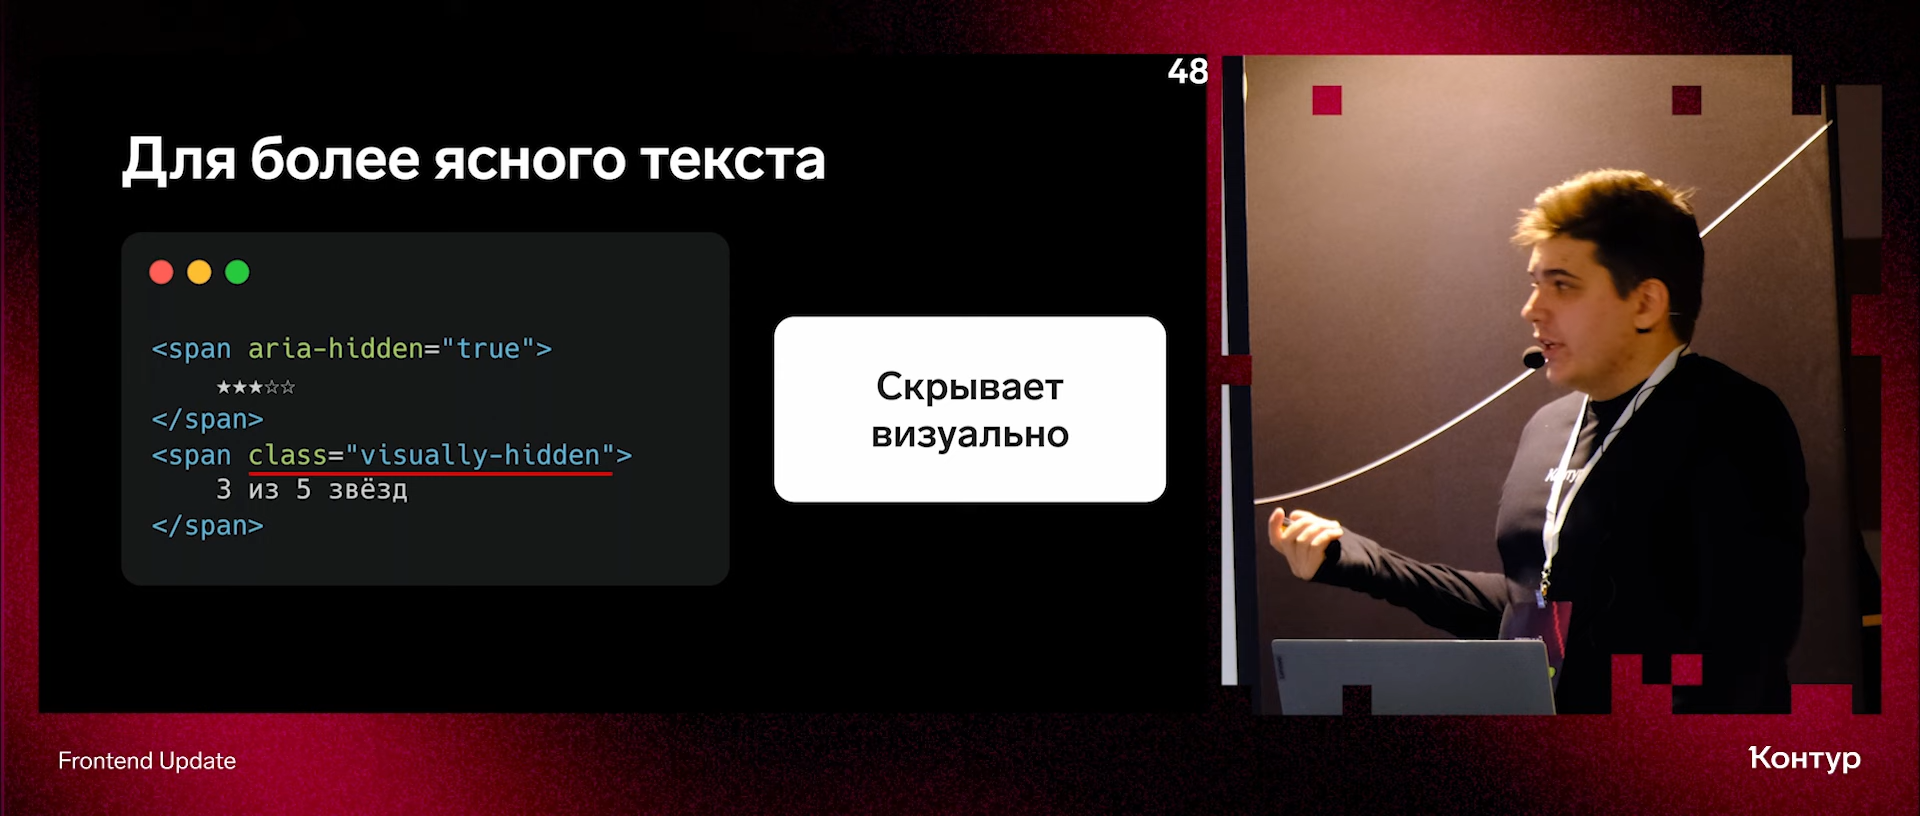 48
Для более ясного текста
<span aria-hidden="true">
★★★☆☆
</span>
<span class="visually-hidden">
3 из 5 звёзд
</span>
Скрывает
визуально
Frontend Update
Контур